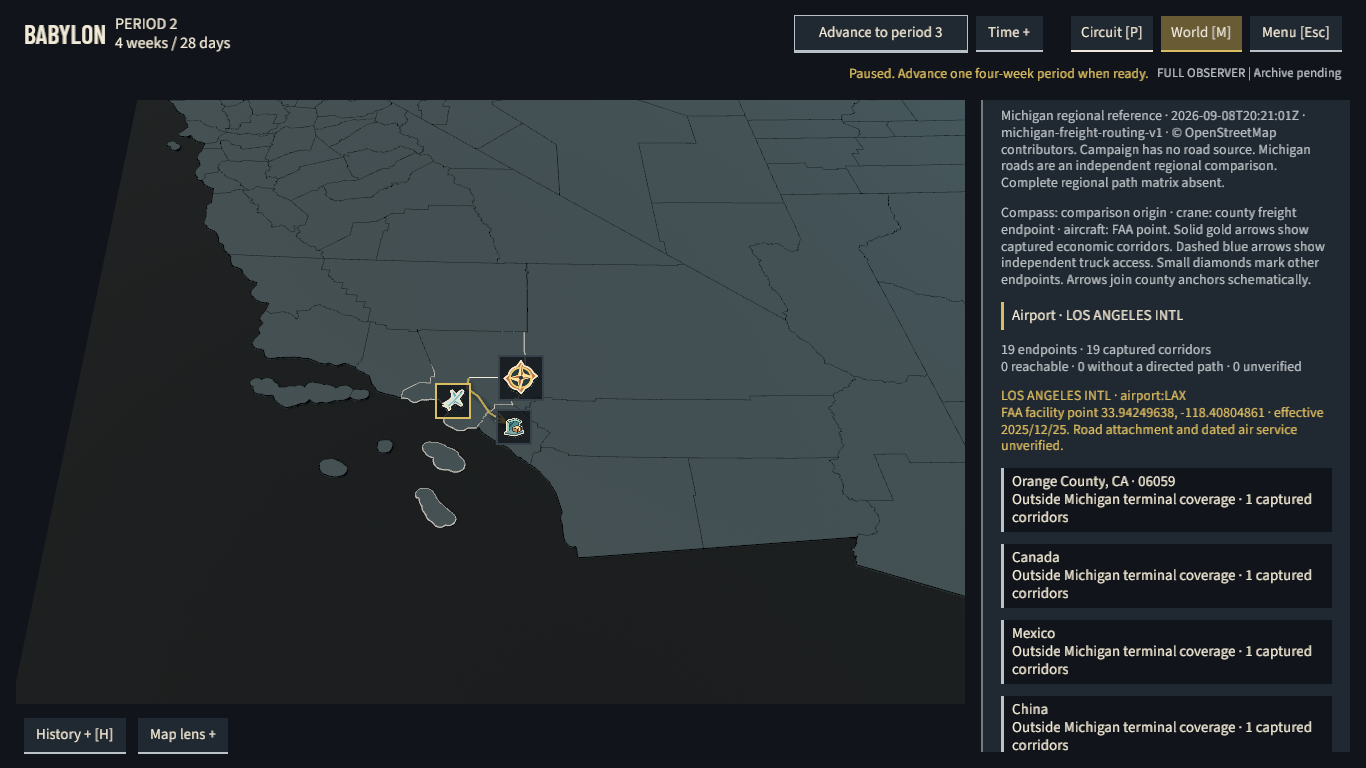 BABYLON
PERIOD 2
4 weeks / 28 days
Advance to period 3
Time +
Circuit [P]
World [M]
Menu [Esc]
Paused. Advance one four-week period when ready.
FULL OBSERVER | Archive pending
Michigan regional reference · 2026-09-08T20:21:01Z ·
michigan-freight-routing-v1 · © OpenStreetMap
contributors. Campaign has no road source. Michigan
roads are an independent regional comparison.
Complete regional path matrix absent.
Compass: comparison origin · crane: county freight
endpoint · aircraft: FAA point. Solid gold arrows show
captured economic corridors. Dashed blue arrows show
independent truck access. Small diamonds mark other
endpoints. Arrows join county anchors schematically.
Airport · LOS ANGELES INTL
19 endpoints · 19 captured corridors
0 reachable · 0 without a directed path · 0 unverified
LOS ANGELES INTL · airport:LAX
FAA facility point 33.94249638, -118.40804861 · effective
2025/12/25. Road attachment and dated air service
unverified.
Orange County, CA · 06059
Outside Michigan terminal coverage · 1 captured
corridors
Canada
Outside Michigan terminal coverage · 1 captured
corridors
Mexico
Outside Michigan terminal coverage · 1 captured
corridors
China
Outside Michigan terminal coverage · 1 captured
corridors
History + [H]
Map lens +